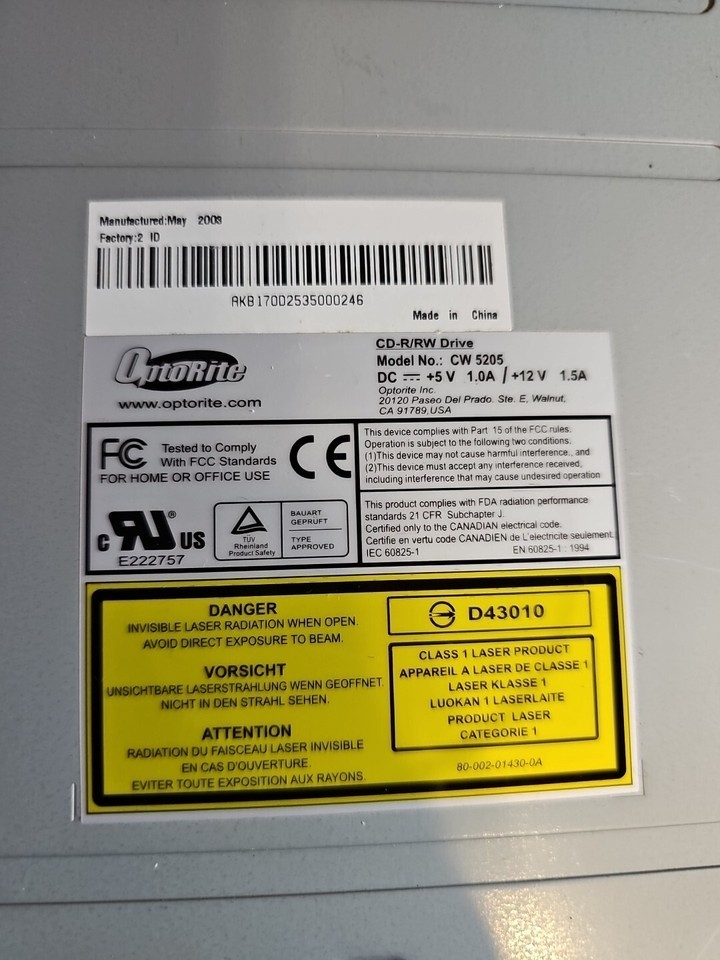 Manufactured:May 2003
Factory:2 ID
AKB170D2535000246
Made in China
OptoRite
www.optorite.com
CD-R/RW Drive
Model No.: CW 5205
DC ⎓ +5 V 1.0A / +12 V 1.5A
Optorite Inc.
20120 Paseo Del Prado. Ste. E, Walnut,
CA 91789,USA
FC Tested to Comply
With FCC Standards
FOR HOME OR OFFICE USE
CE
This device complies with Part 15 of the FCC rules.
Operation is subject to the following two conditions.
(1)This device may not cause harmful interference., and
(2)This device must accept any interference received,
including interference that may cause undesired operation
c RU ® US
E222757
TÜV
Rheinland
Product Safety
BAUART
GEPRÜFT
TYPE
APPROVED
This product complies with FDA radiation performance
standards 21 CFR Subchapter J.
Certified only to the CANADIAN electrical code.
Certifie en vertu code CANADIEN de L'electncite seulement.
IEC 60825-1 EN 60825-1 : 1994
DANGER
INVISIBLE LASER RADIATION WHEN OPEN.
AVOID DIRECT EXPOSURE TO BEAM.
VORSICHT
UNSICHTBARE LASERSTRAHLUNG WENN GEOFFNET.
NICHT IN DEN STRAHL SEHEN.
ATTENTION
RADIATION DU FAISCEAU LASER INVISIBLE
EN CAS D'OUVERTURE.
EVITER TOUTE EXPOSITION AUX RAYONS.
D43010
CLASS 1 LASER PRODUCT
APPAREIL A LASER DE CLASSE 1
LASER KLASSE 1
LUOKAN 1 LASERLAITE
PRODUCT LASER
CATEGORIE 1
80-002-01430-0A